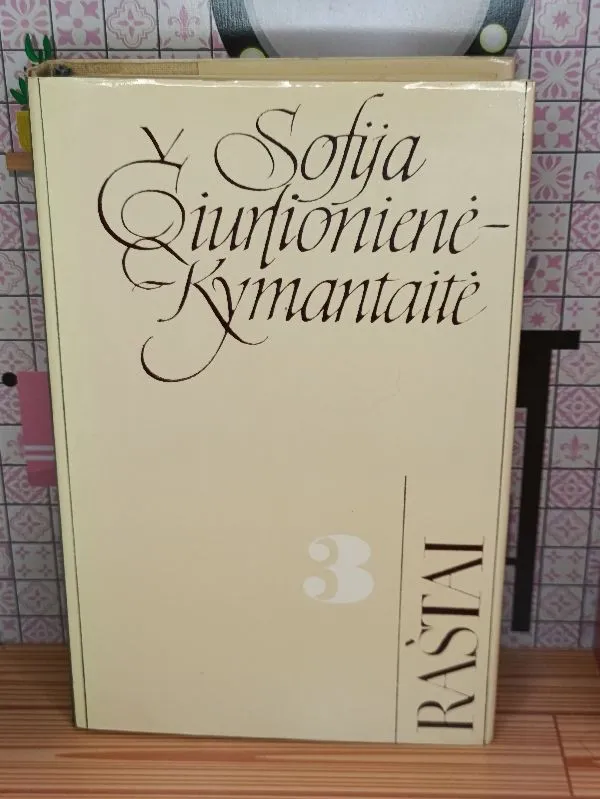 Sofija
Čiurlionienė-
-Kymantaitė
3
RAŠTAI